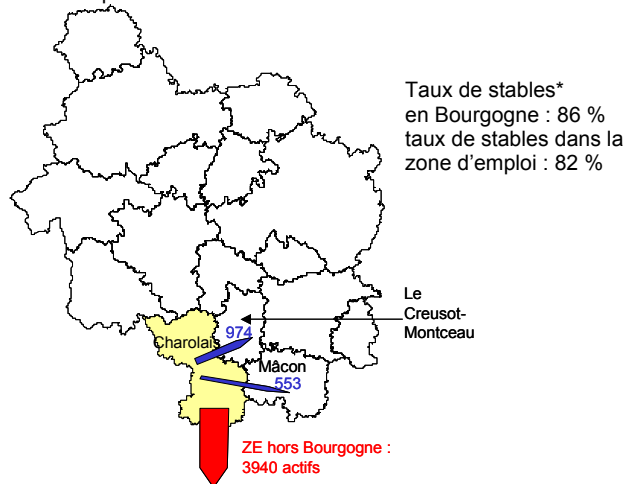 Taux de stables*
en Bourgogne : 86 %
taux de stables dans la
zone d'emploi : 82 %
Le
Creusot-
Montceau
974
Charolais
Mâcon
553
ZE hors Bourgogne :
3940 actifs